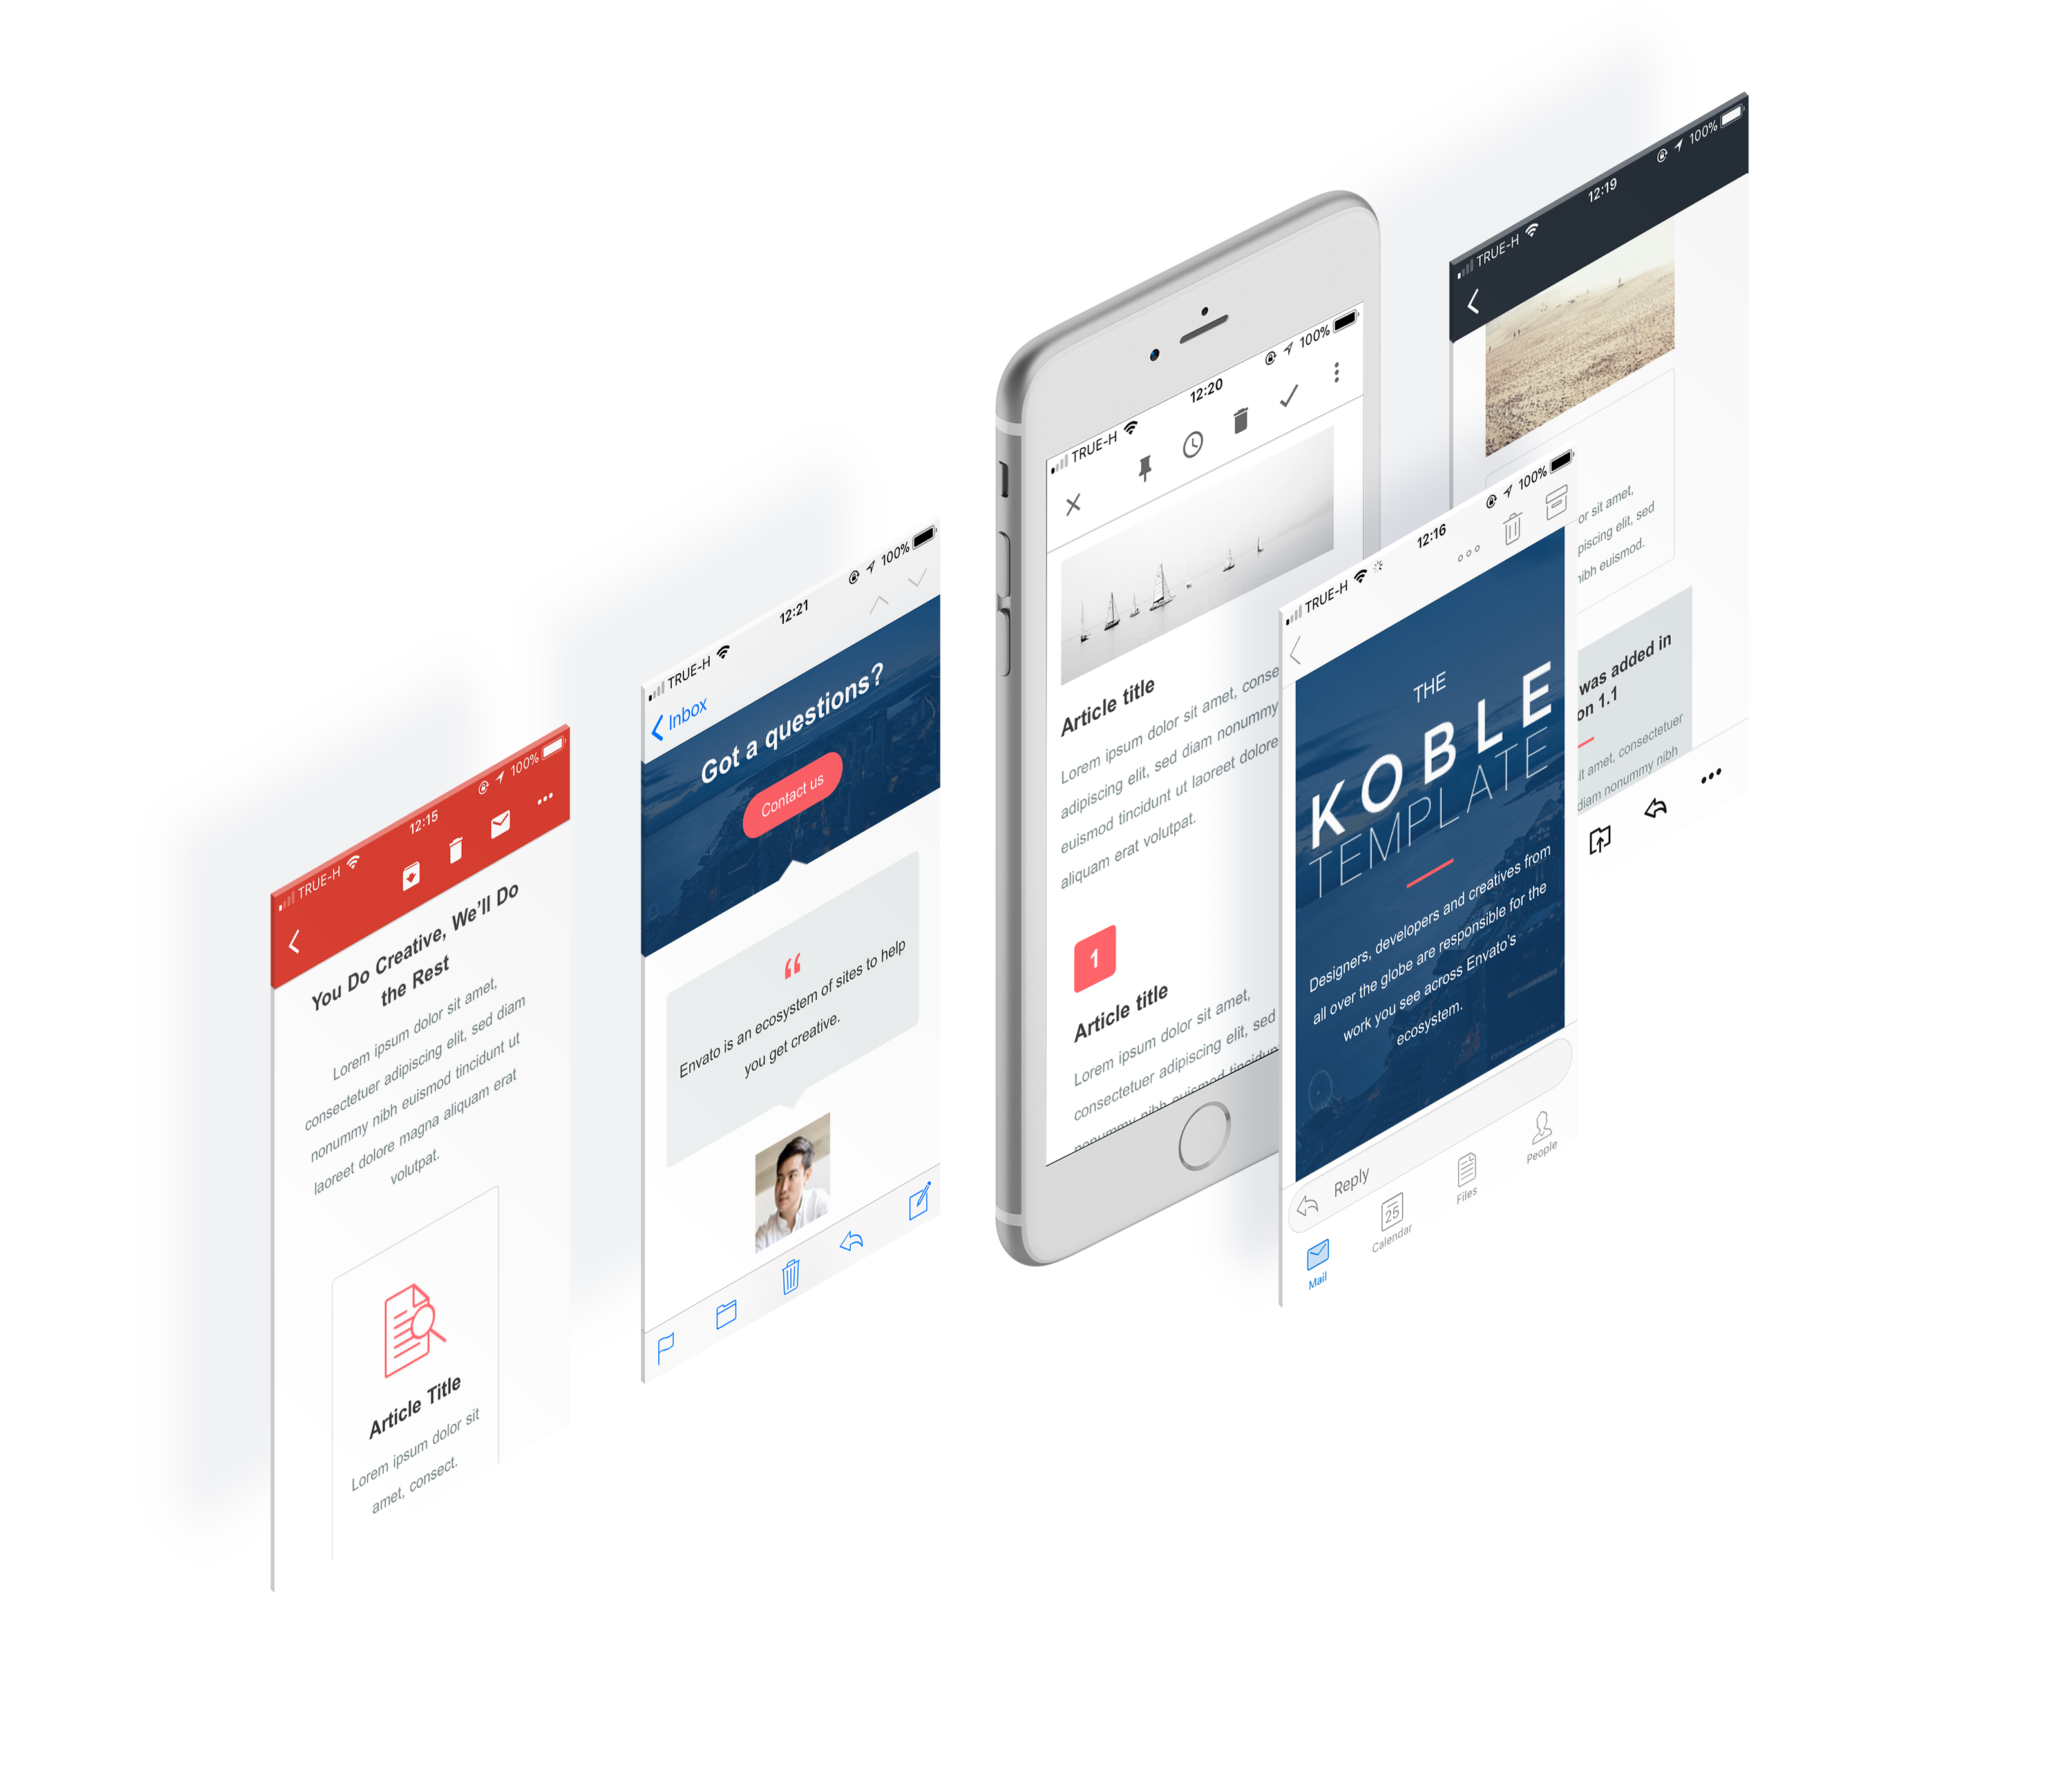 TRUE-H
12:15
100%
You Do Creative, We'll Do
the Rest
Lorem ipsum dolor sit amet,
consectetuer adipiscing elit, sed diam
nonummy nibh euismod tincidunt ut
laoreet dolore magna aliquam erat
volutpat.
Article Title
Lorem ipsum dolor sit
amet, consect.
TRUE-H
12:21
100%
Inbox
Got a questions?
Contact us
“
Envato is an ecosystem of sites to help
you get creative.
TRUE-H
12:20
100%
Article title
Lorem ipsum dolor sit amet, conse
adipiscing elit, sed diam nonummy
euismod tincidunt ut laoreet dolore
aliquam erat volutpat.
1
Article title
Lorem ipsum dolor sit amet,
consectetuer adipiscing elit, sed
nonummy nibh euismod tincidun
TRUE-H
12:16
100%
THE
KOBLE
TEMPLATE
Designers, developers and creatives from
all over the globe are responsible for the
work you see across Envato's
ecosystem.
Reply
Mail
25
Calendar
Files
People
TRUE-H
12:19
100%
or sit amet,
ipiscing elit, sed
nibh euismod.
was added in
on 1.1
sit amet, consectetuer
diam nonummy nibh